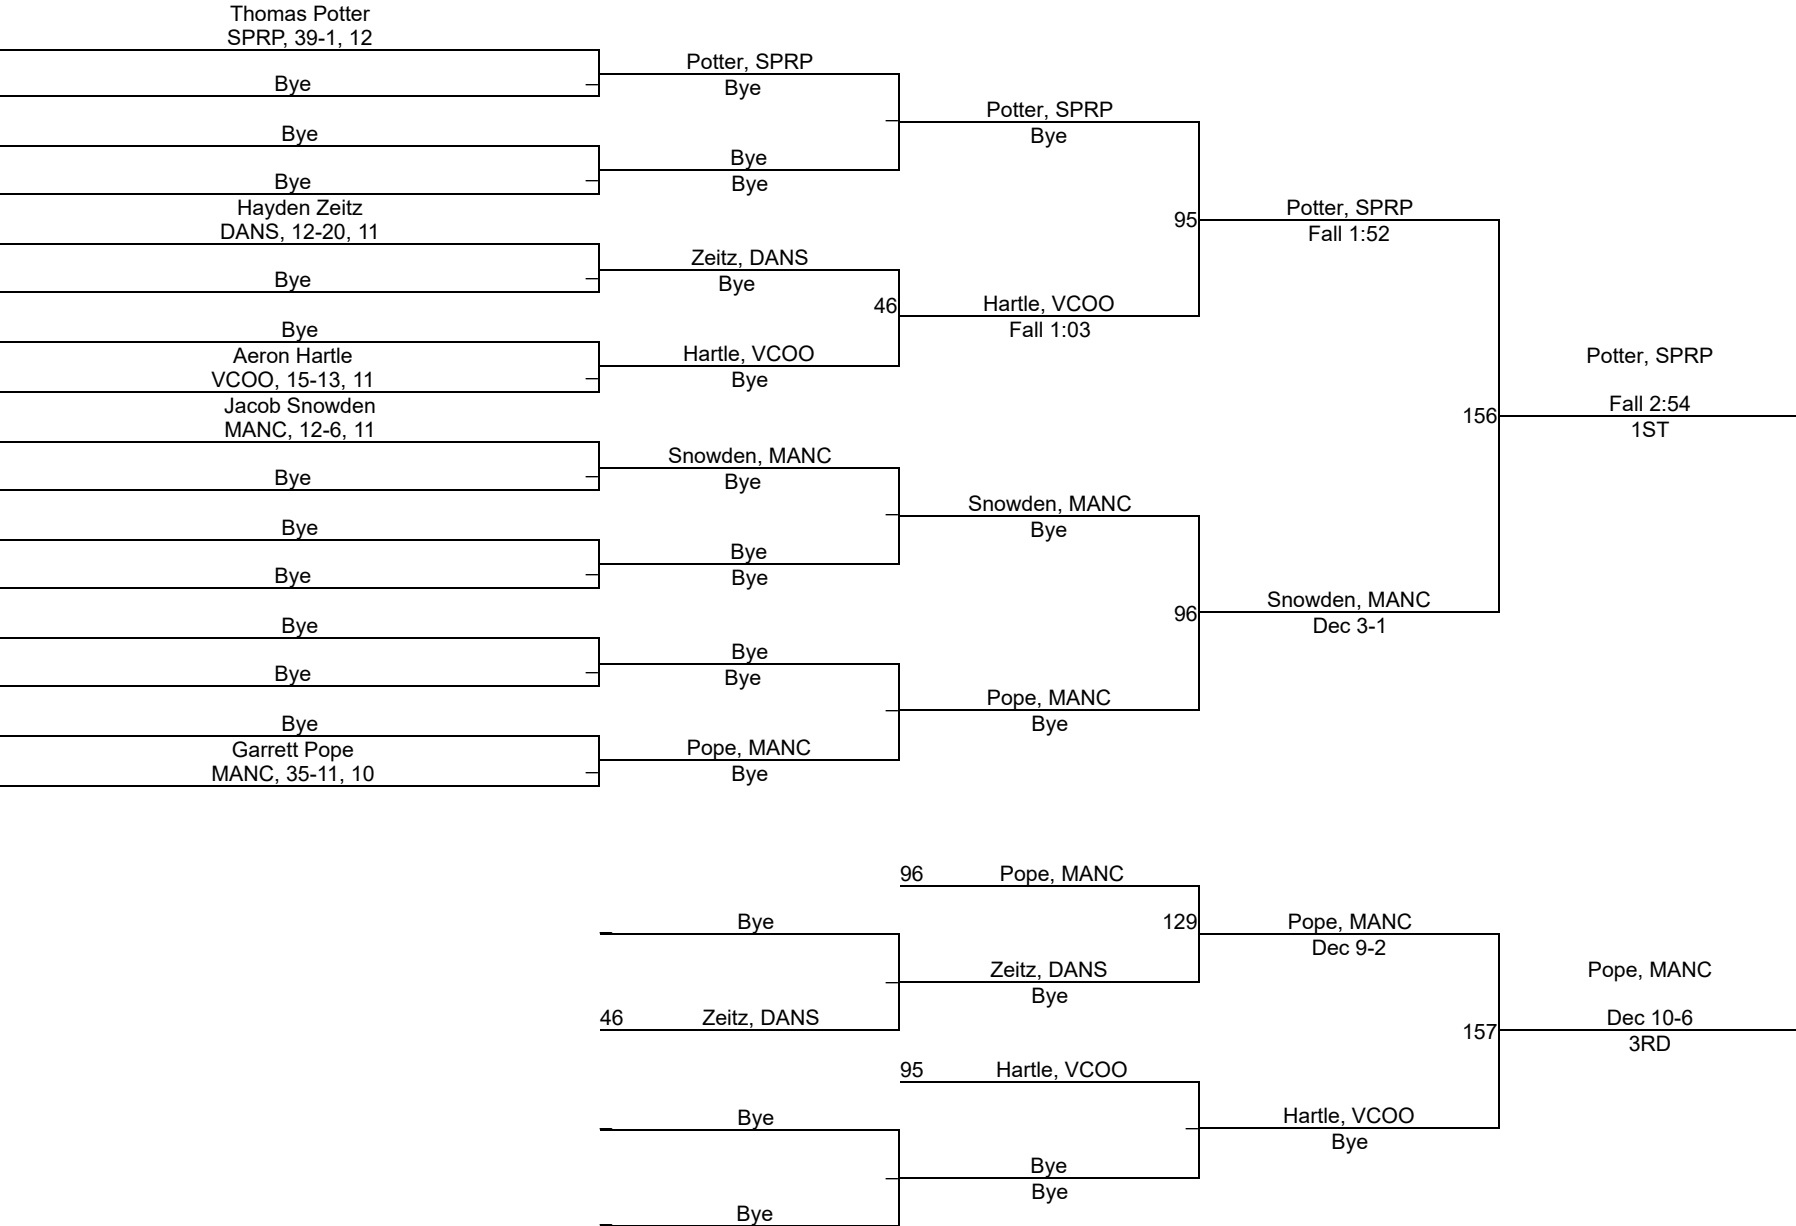 Thomas Potter
SPRP, 39-1, 12
Bye
Bye
Bye
Hayden Zeitz
DANS, 12-20, 11
Bye
Bye
Aeron Hartle
VCOO, 15-13, 11
Jacob Snowden
MANC, 12-6, 11
Bye
Bye
Bye
Bye
Bye
Bye
Garrett Pope
MANC, 35-11, 10
Potter, SPRP
Bye
Bye
Bye
Zeitz, DANS
Bye
46
Hartle, VCOO
Bye
Snowden, MANC
Bye
Bye
Bye
Bye
Bye
Pope, MANC
Bye
Potter, SPRP
Bye
95
Hartle, VCOO
Fall 1:03
Snowden, MANC
Bye
96
Pope, MANC
Bye
Potter, SPRP
Fall 1:52
156
Snowden, MANC
Dec 3-1
Potter, SPRP
Fall 2:54
1ST
96 Pope, MANC
Bye
129
Zeitz, DANS
Bye
46 Zeitz, DANS
95 Hartle, VCOO
Bye
Bye
Bye
Bye
Pope, MANC
Dec 9-2
157
Hartle, VCOO
Bye
Pope, MANC
Dec 10-6
3RD